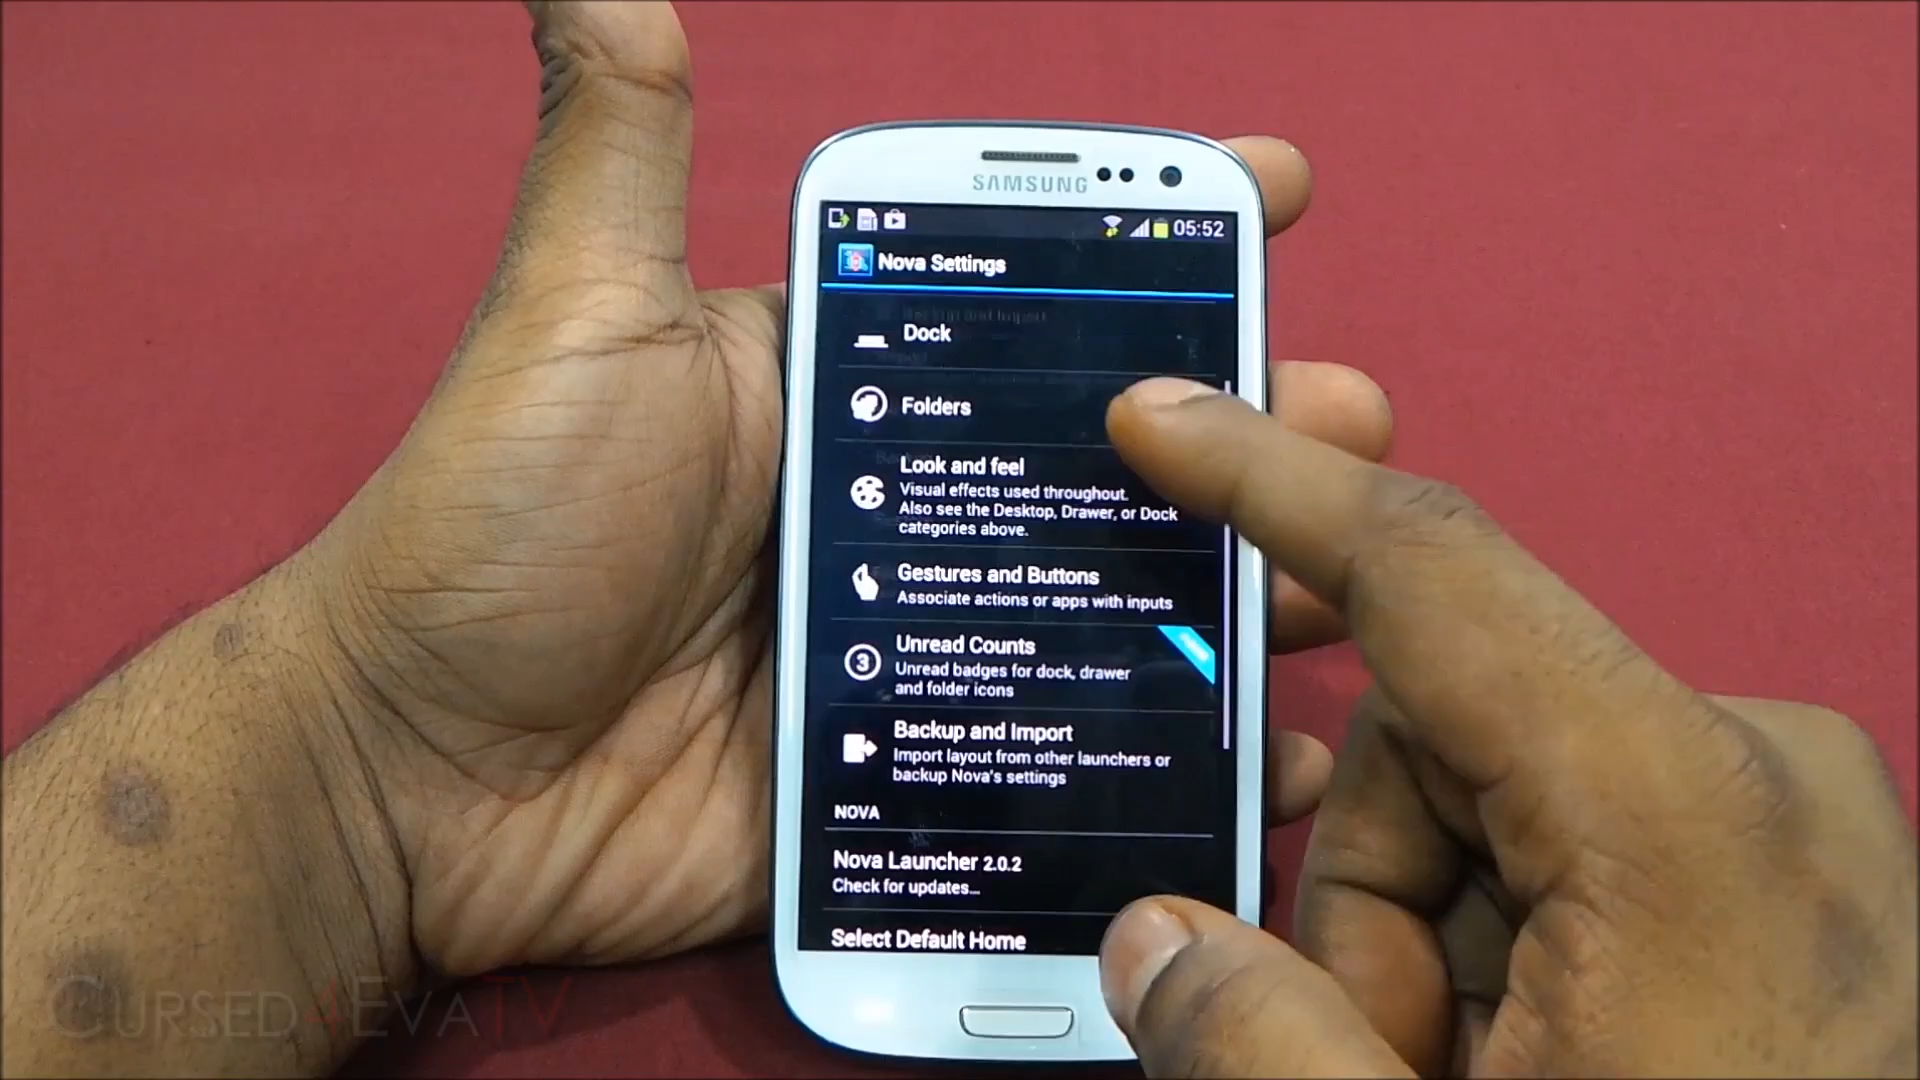 SAMSUNG
05:52
Nova Settings
Dock
Folders
Look and feel
Visual effects used throughout.
Also see the Desktop, Drawer, or Dock
categories above.
Gestures and Buttons
Associate actions or apps with inputs
3
Unread Counts
Unread badges for dock, drawer
and folder icons
Backup and Import
Import layout from other launchers or
backup Nova's settings
NOVA
Nova Launcher 2.0.2
Check for updates...
Select Default Home
CURSED4EVATV